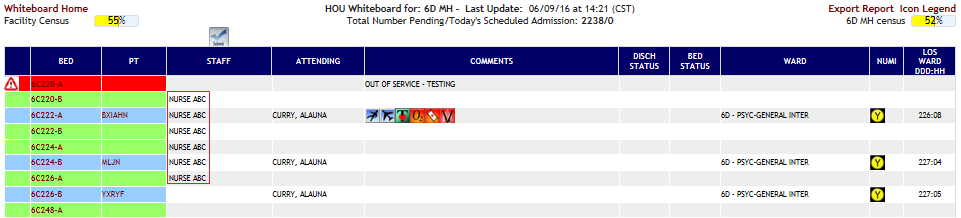 Whiteboard Home
HOU Whiteboard for: 6D MH - Last Update: 06/09/16 at 14:21 (CST)
Export Report Icon Legend
Facility Census 55%
Total Number Pending/Today's Scheduled Admission: 2238/0
6D MH census 52%
Submit
BED PT STAFF ATTENDING COMMENTS DISCH STATUS BED STATUS WARD NUMI LOS WARD DDD:HH
6C220-A OUT OF SERVICE - TESTING
6C220-B NURSE ABC
6C222-A BXIAHN NURSE ABC CURRY, ALAUNA T O2 V 6D - PSYC-GENERAL INTER Y 226:08
6C222-B NURSE ABC
6C224-A NURSE ABC
6C224-B MLJN NURSE ABC CURRY, ALAUNA 6D - PSYC-GENERAL INTER Y 227:04
6C226-A NURSE ABC
6C226-B YXRYF CURRY, ALAUNA 6D - PSYC-GENERAL INTER Y 227:05
6C248-A